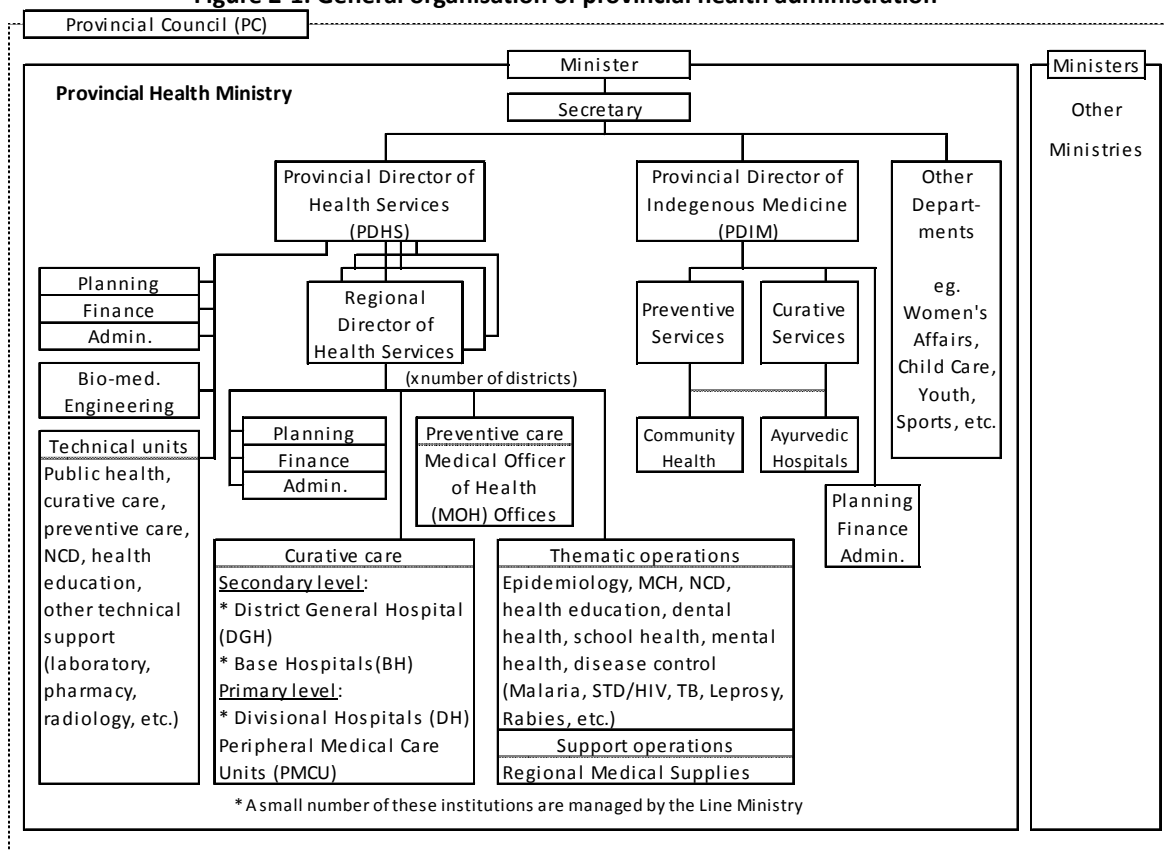 Figure 2-1: General organisation of provincial health administration
Provincial Council (PC)
Minister
Provincial Health Ministry
Secretary
Ministers
Other
Ministries
Provincial Director of
Health Services
(PDHS)
Provincial Director of
Indegenous Medicine
(PDIM)
Other
Depart-
ments
eg.
Women's
Affairs,
Child Care,
Youth,
Sports, etc.
Planning
Finance
Admin.
Bio-med.
Engineering
Technical units
Public health,
curative care,
preventive care,
NCD, health
education,
other technical
support
(laboratory,
pharmacy,
radiology, etc.)
Regional
Director of
Health Services
(x number of districts)
Planning
Finance
Admin.
Preventive care
Medical Officer
of Health
(MOH) Offices
Curative care
Secondary level:
* District General Hospital
(DGH)
* Base Hospitals (BH)
Primary level:
* Divisional Hospitals (DH)
Peripheral Medical Care
Units (PMCU)
Thematic operations
Epidemiology, MCH, NCD,
health education, dental
health, school health, mental
health, disease control
(Malaria, STD/HIV, TB, Leprosy,
Rabies, etc.)
Support operations
Regional Medical Supplies
Preventive
Services
Curative
Services
Community
Health
Ayurvedic
Hospitals
Planning
Finance
Admin.
* A small number of these institutions are managed by the Line Ministry